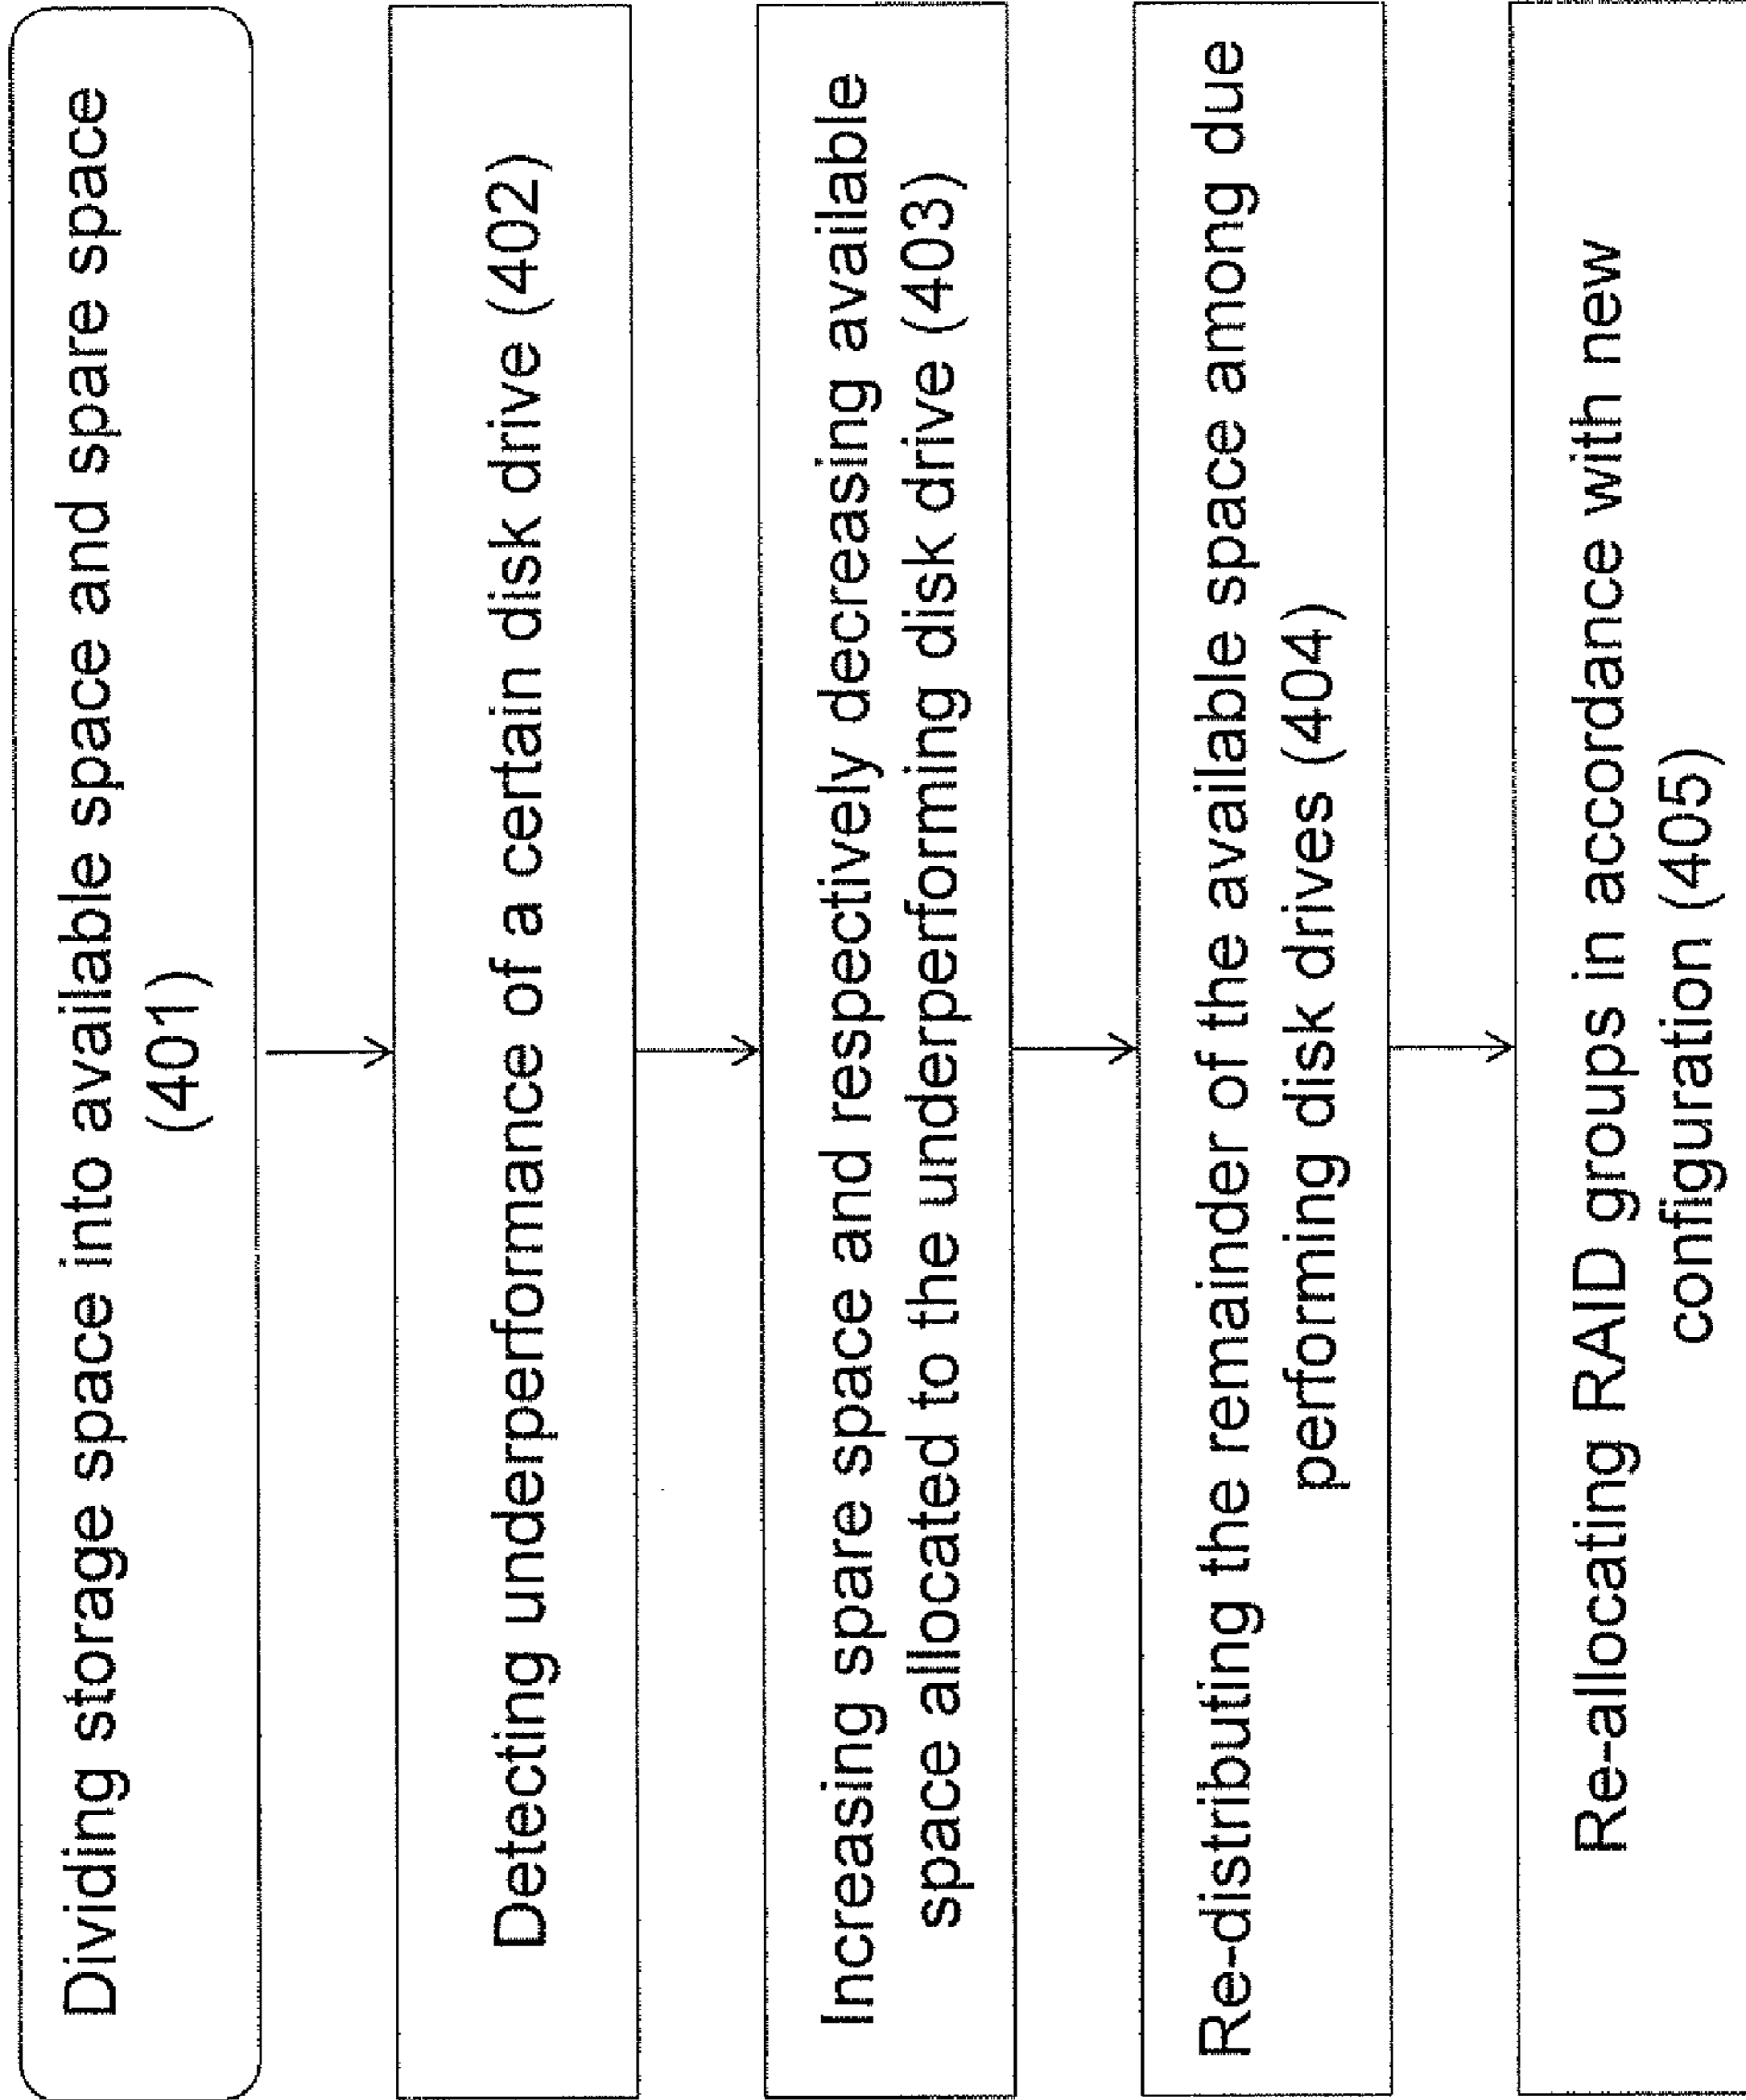 Dividing storage space into available space and spare space
(401)
Detecting underperformance of a certain disk drive (402)
Increasing spare space and respectively decreasing available
space allocated to the underperforming disk drive (403)
Re-distributing the remainder of the available space among due
performing disk drives (404)
Re-allocating RAID groups in accordance with new
configuration (405)